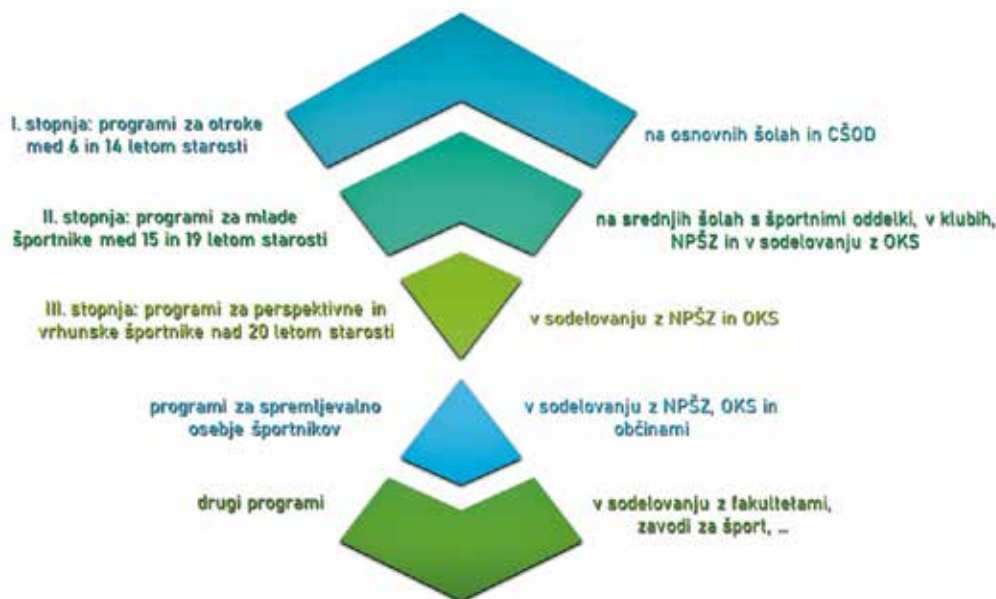 I. stopnja: programi za otroke
med 6 in 14 letom starosti
na osnovnih šolah in CŠOD
II. stopnja: programi za mlade
športnike med 15 in 19 letom starosti
na srednjih šolah s športnimi oddelki, v klubih,
NPŠZ in v sodelovanju z OKS
III. stopnja: programi za perspektivne in
vrhunske športnike nad 20 letom starosti
v sodelovanju z NPŠZ in OKS
programi za spremljevalno
osebje športnikov
v sodelovanju z NPŠZ, OKS in
občinami
drugi programi
v sodelovanju z fakultetami,
zavodi za šport, ...